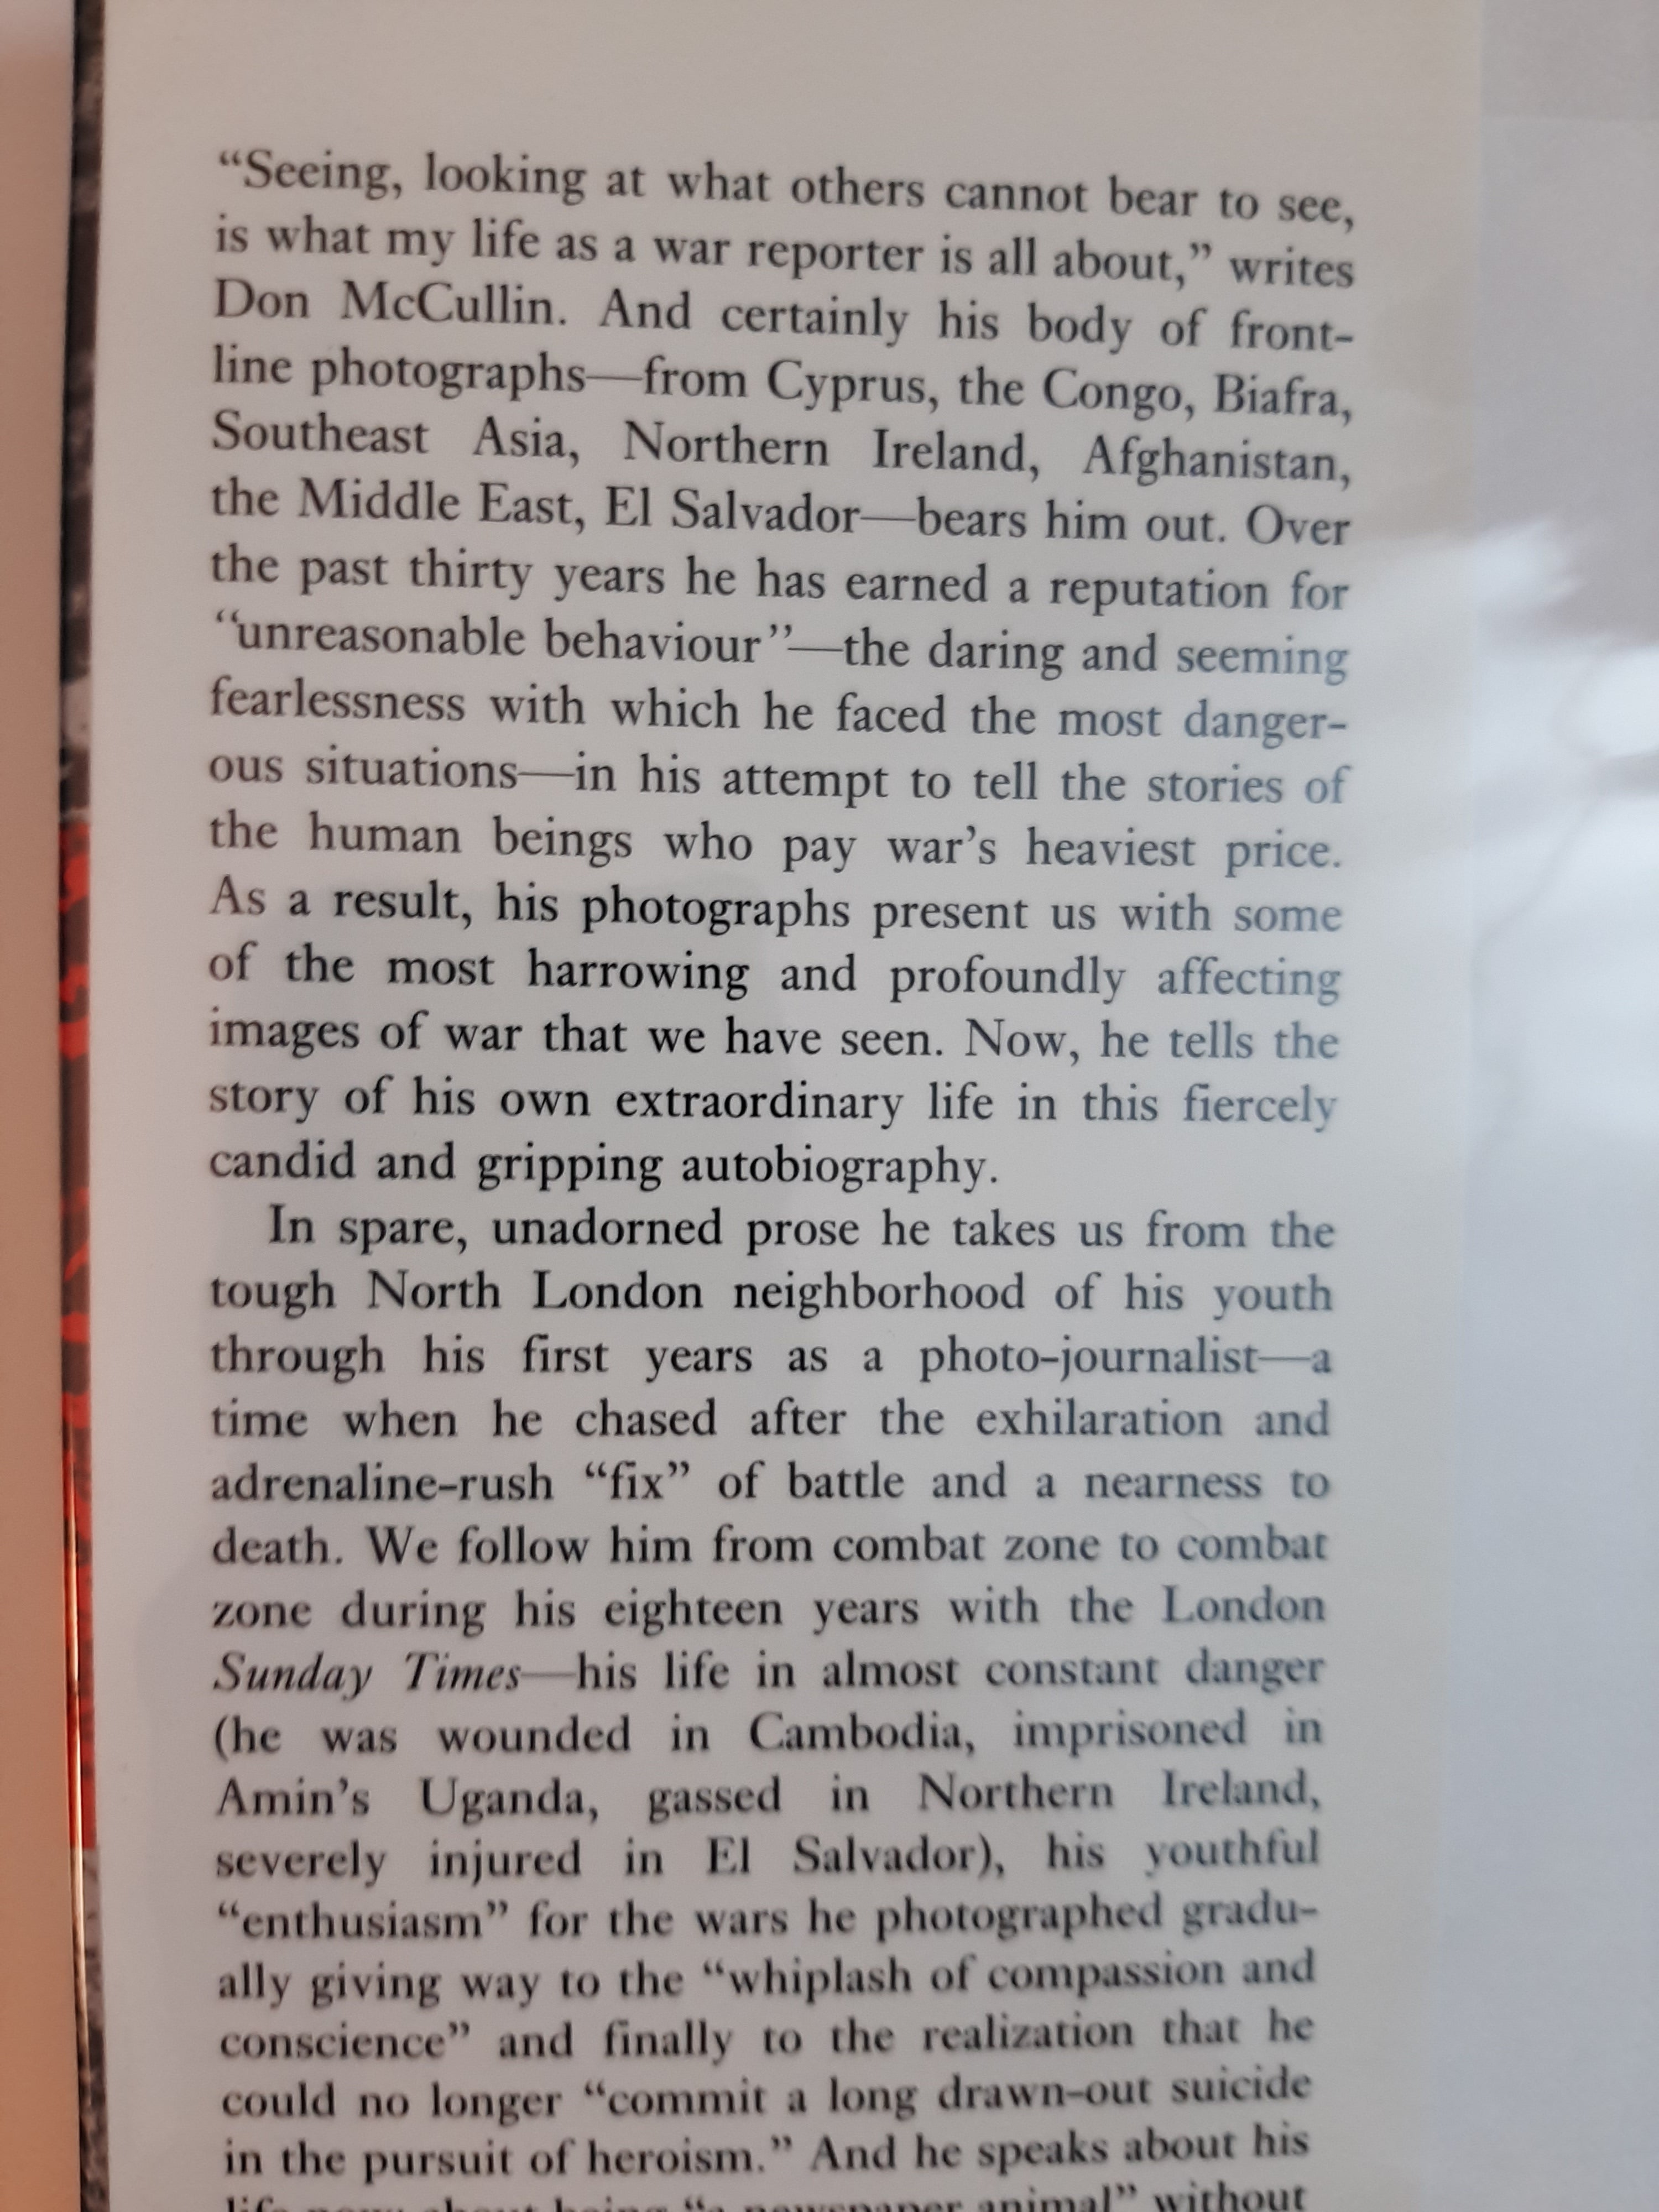 “Seeing, looking at what others cannot bear to see,
is what my life as a war reporter is all about,” writes
Don McCullin. And certainly his body of front-
line photographs—from Cyprus, the Congo, Biafra,
Southeast Asia, Northern Ireland, Afghanistan,
the Middle East, El Salvador—bears him out. Over
the past thirty years he has earned a reputation for
“unreasonable behaviour”—the daring and seeming
fearlessness with which he faced the most danger-
ous situations—in his attempt to tell the stories of
the human beings who pay war’s heaviest price.
As a result, his photographs present us with some
of the most harrowing and profoundly affecting
images of war that we have seen. Now, he tells the
story of his own extraordinary life in this fiercely
candid and gripping autobiography.
In spare, unadorned prose he takes us from the
tough North London neighborhood of his youth
through his first years as a photo-journalist—a
time when he chased after the exhilaration and
adrenaline-rush “fix” of battle and a nearness to
death. We follow him from combat zone to combat
zone during his eighteen years with the London
Sunday Times—his life in almost constant danger
(he was wounded in Cambodia, imprisoned in
Amin’s Uganda, gassed in Northern Ireland,
severely injured in El Salvador), his youthful
“enthusiasm” for the wars he photographed gradu-
ally giving way to the “whiplash of compassion and
conscience” and finally to the realization that he
could no longer “commit a long drawn-out suicide
in the pursuit of heroism.” And he speaks about his
life now, about being “a newspaper animal” without